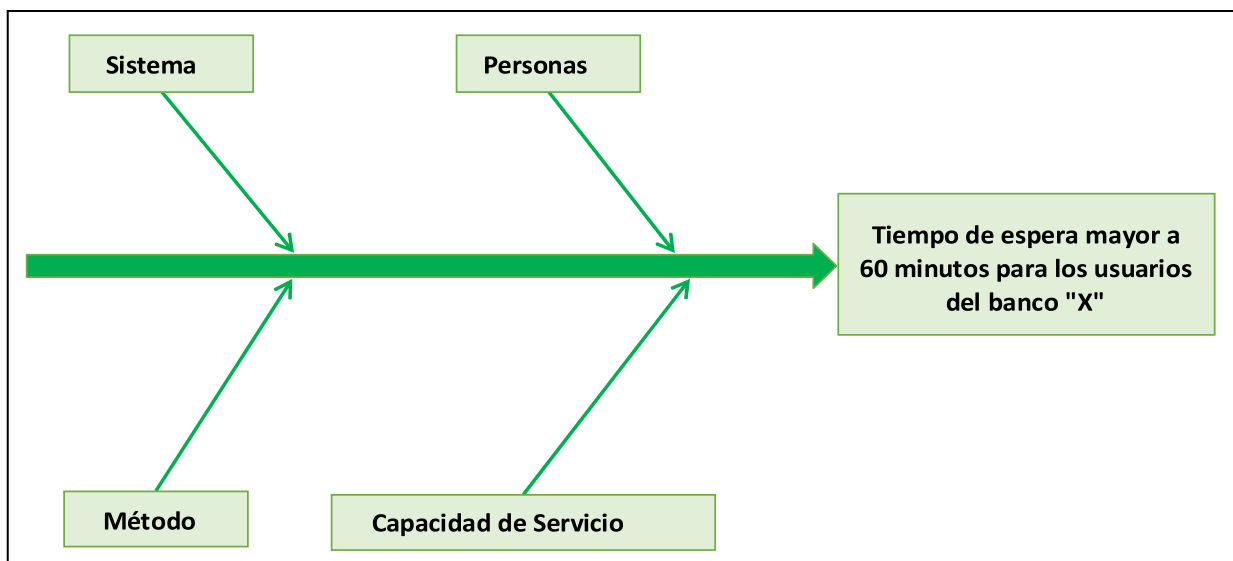 Sistema
Personas
Tiempo de espera mayor a
60 minutos para los usuarios
del banco "X"
Método
Capacidad de Servicio